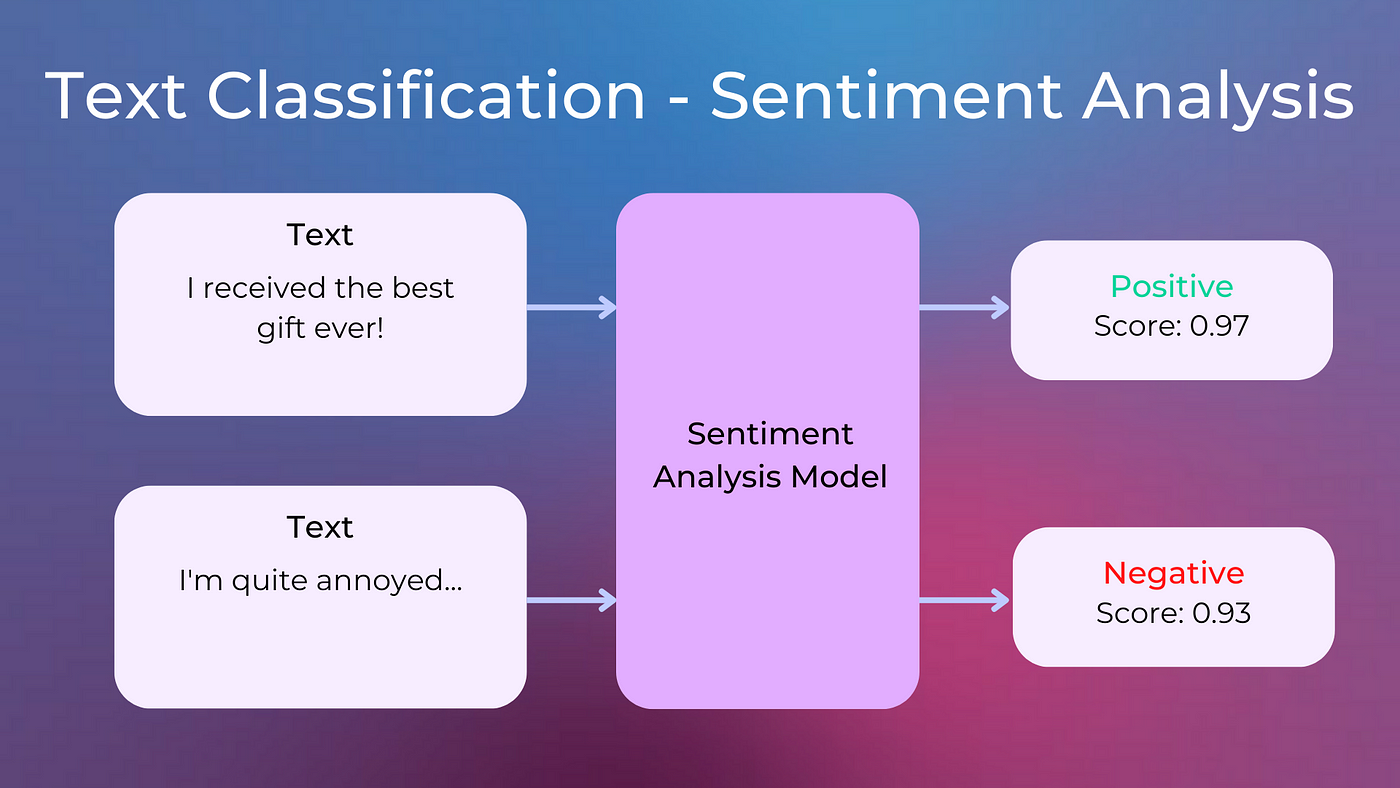 Text Classification - Sentiment Analysis
Text
I received the best
gift ever!
Positive
Score: 0.97
Sentiment
Analysis Model
Text
I'm quite annoyed...
Negative
Score: 0.93